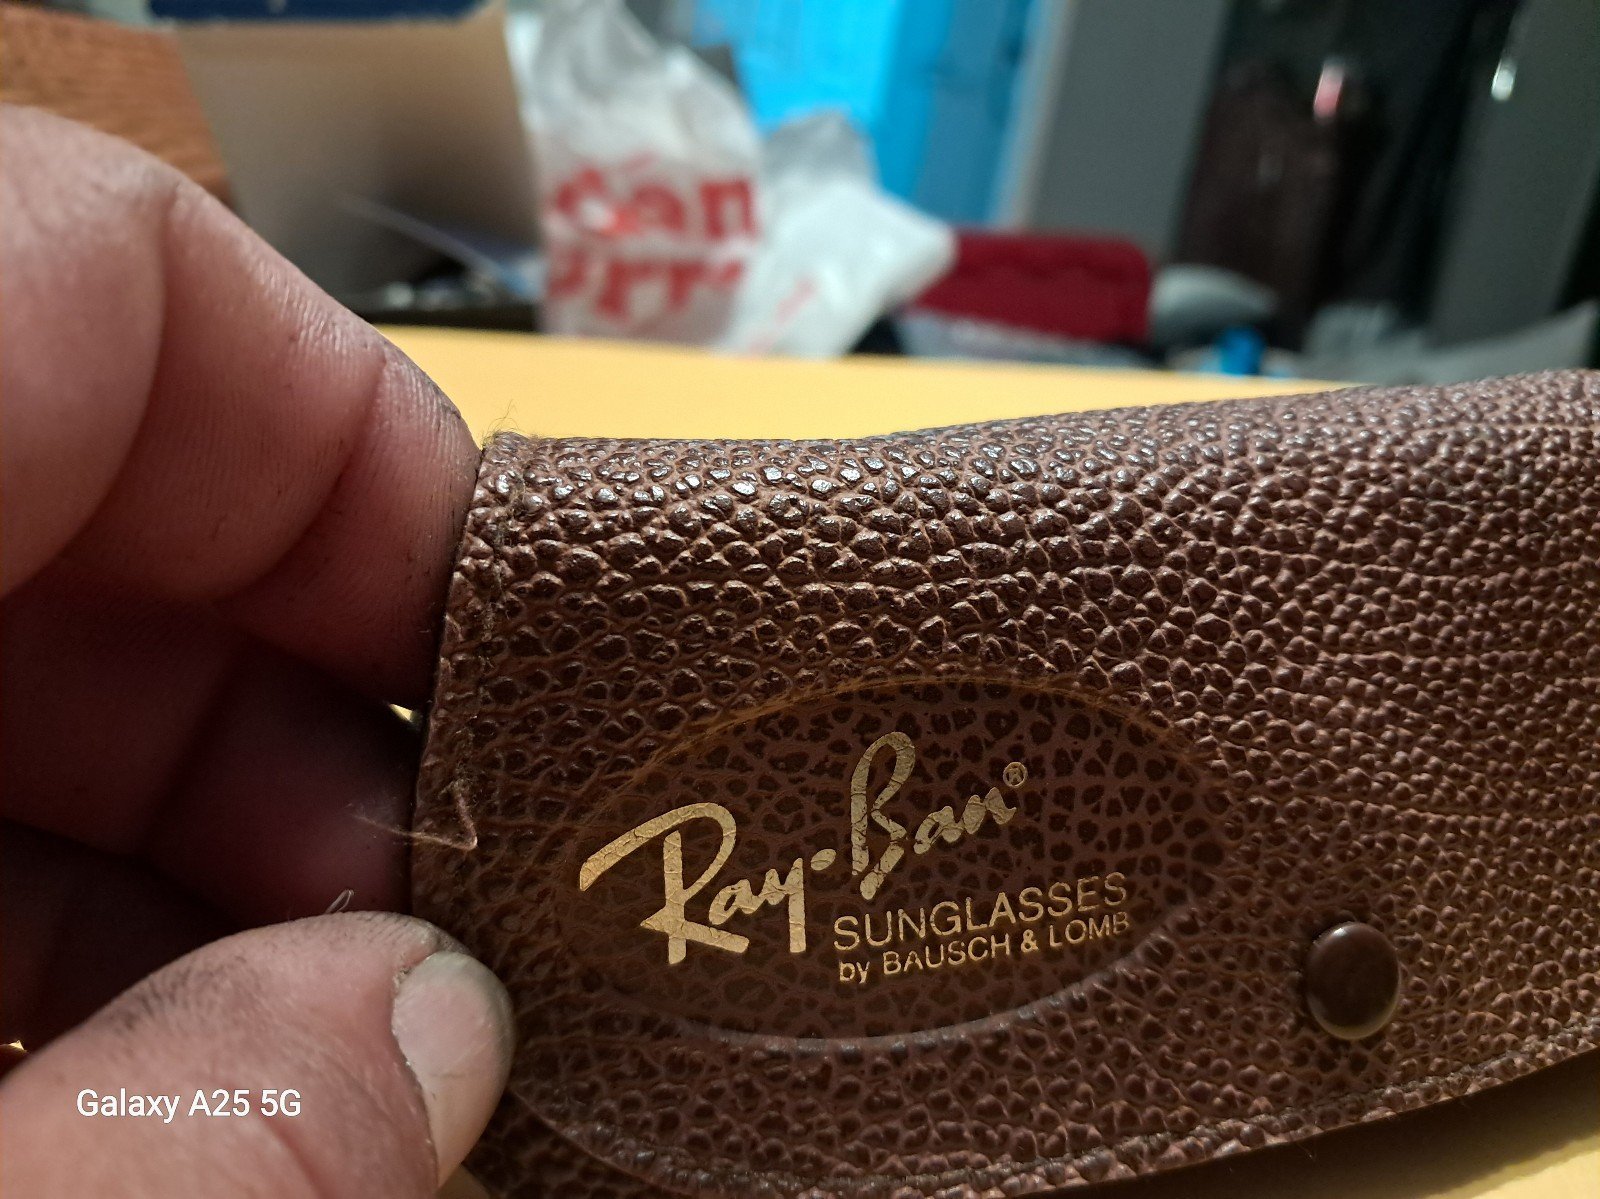 Ray-Ban®
SUNGLASSES
by BAUSCH & LOMB
Galaxy A25 5G